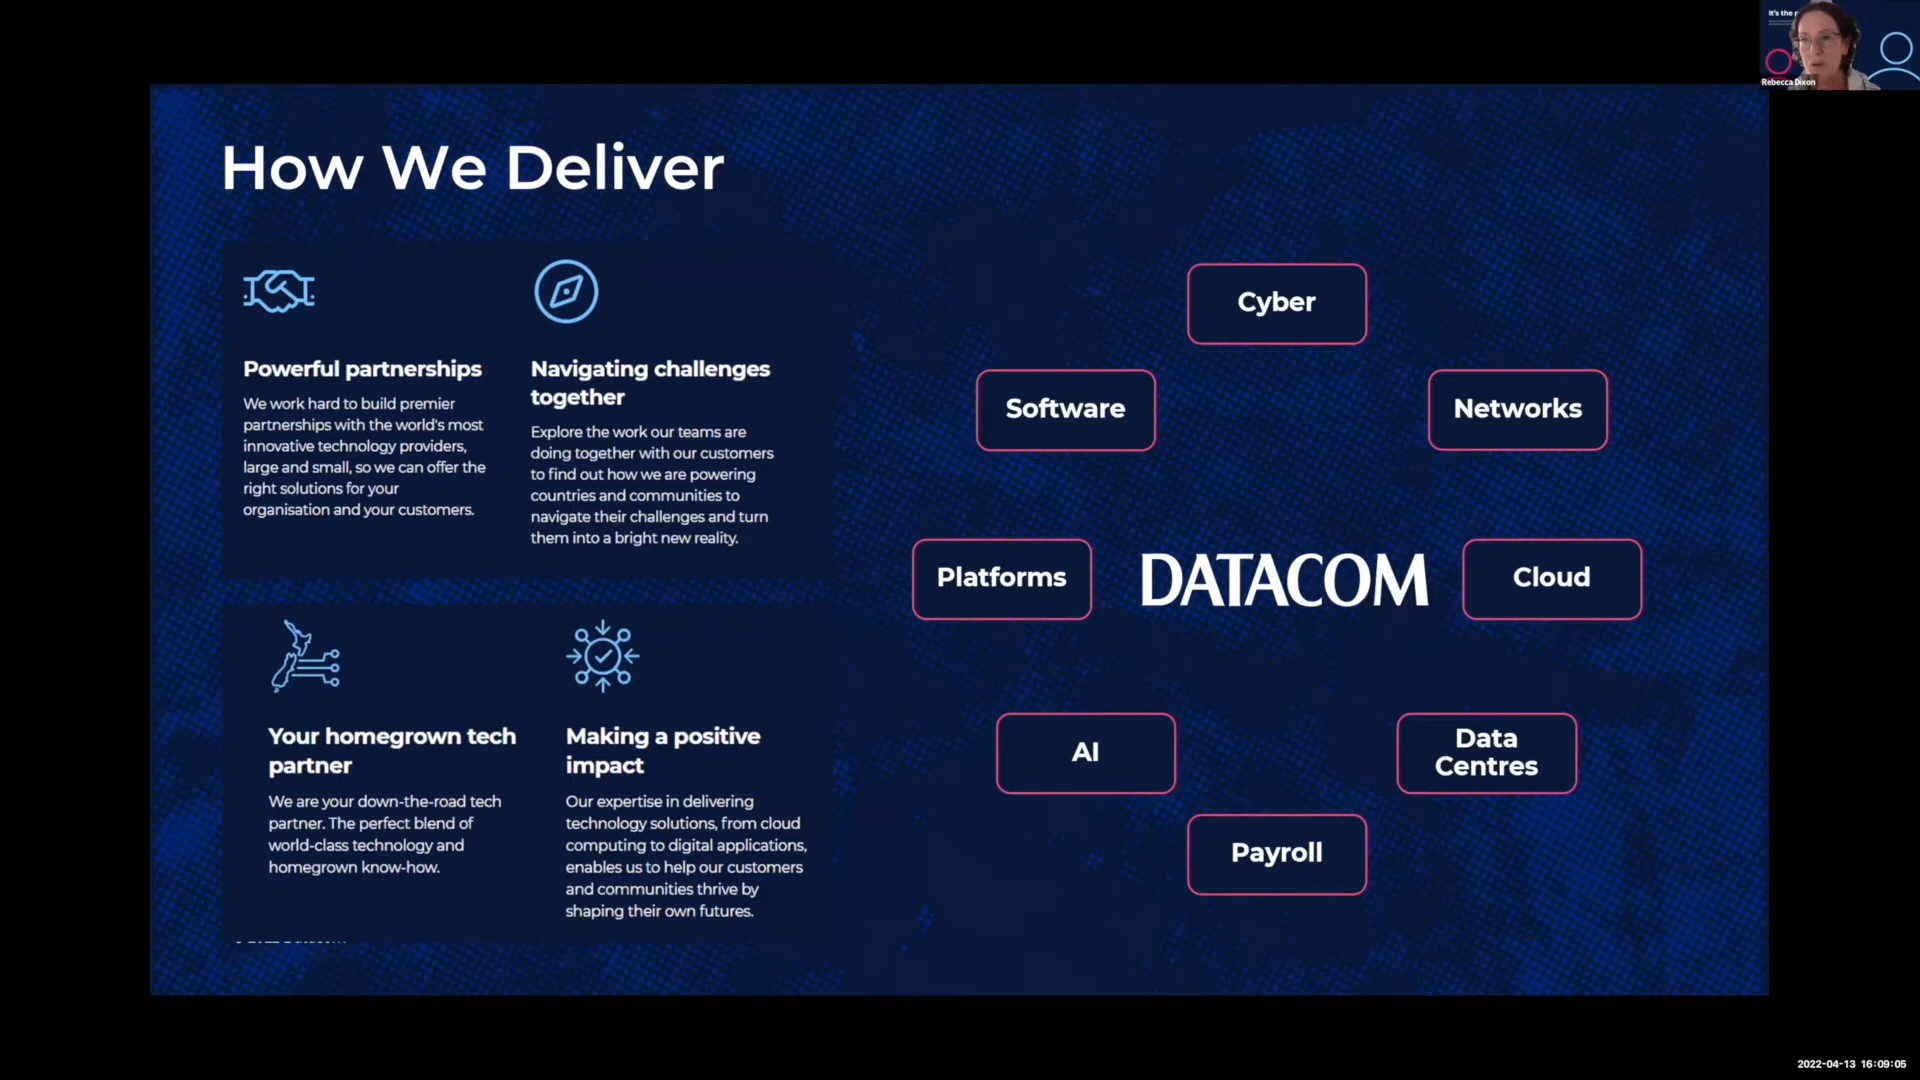 It's the
Rebecca Dixon
How We Deliver
Powerful partnerships
We work hard to build premier
partnerships with the world's most
innovative technology providers,
large and small, so we can offer the
right solutions for your
organisation and your customers.
Navigating challenges
together
Explore the work our teams are
doing together with our customers
to find out how we are powering
countries and communities to
navigate their challenges and turn
them into a bright new reality.
Your homegrown tech
partner
We are your down-the-road tech
partner. The perfect blend of
world-class technology and
homegrown know-how.
Making a positive
impact
Our expertise in delivering
technology solutions, from cloud
computing to digital applications,
enables us to help our customers
and communities thrive by
shaping their own futures.
Cyber
Software
Networks
Platforms
DATACOM
Cloud
AI
Data
Centres
Payroll
2022-04-13 16:09:05